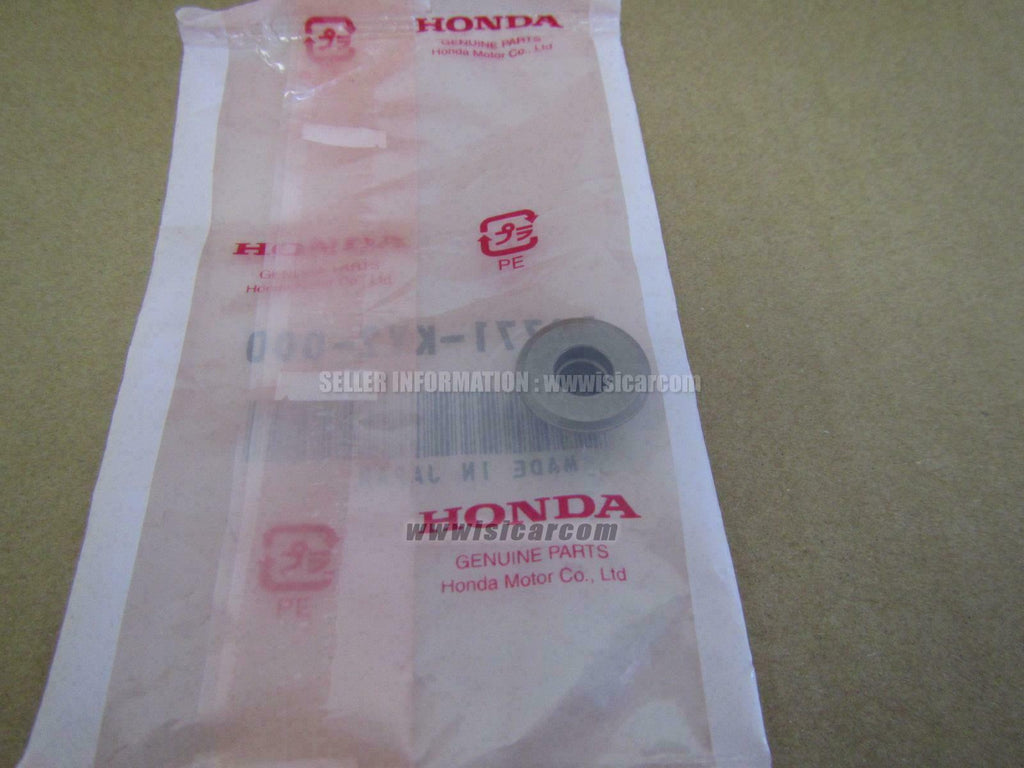 HONDA
GENUINE PARTS
Honda Motor Co., Ltd
PE
HONDA
GENUINE PARTS
Honda Motor Co., Ltd
SELLER INFORMATION : wwwisicarcom
MADE IN JAPAN
HONDA
wwwisicarcom
GENUINE PARTS
Honda Motor Co., Ltd
PE